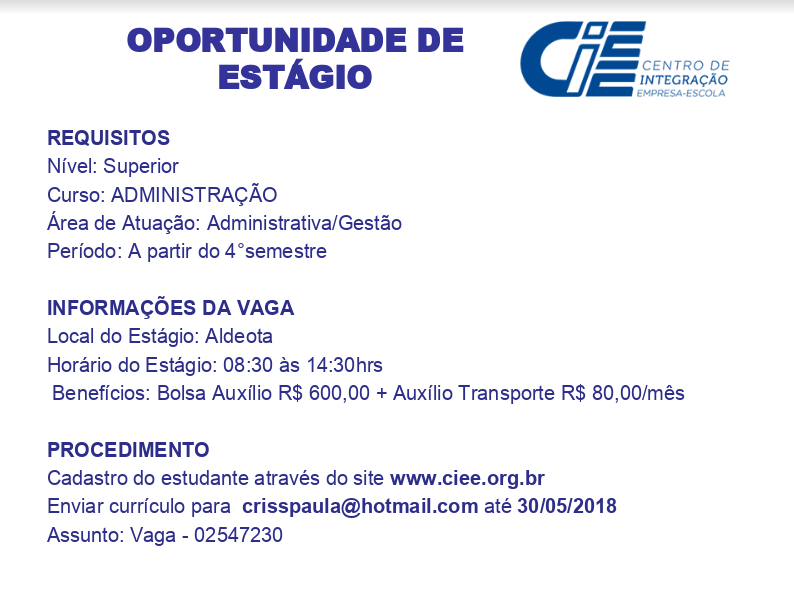 OPORTUNIDADE DE
ESTÁGIO
CIEE
CENTRO DE
INTEGRAÇÃO
EMPRESA-ESCOLA
REQUISITOS
Nível: Superior
Curso: ADMINISTRAÇÃO
Área de Atuação: Administrativa/Gestão
Período: A partir do 4°semestre
INFORMAÇÕES DA VAGA
Local do Estágio: Aldeota
Horário do Estágio: 08:30 às 14:30hrs
Benefícios: Bolsa Auxílio R$ 600,00 + Auxílio Transporte R$ 80,00/mês
PROCEDIMENTO
Cadastro do estudante através do site www.ciee.org.br
Enviar currículo para crisspaula@hotmail.com até 30/05/2018
Assunto: Vaga - 02547230